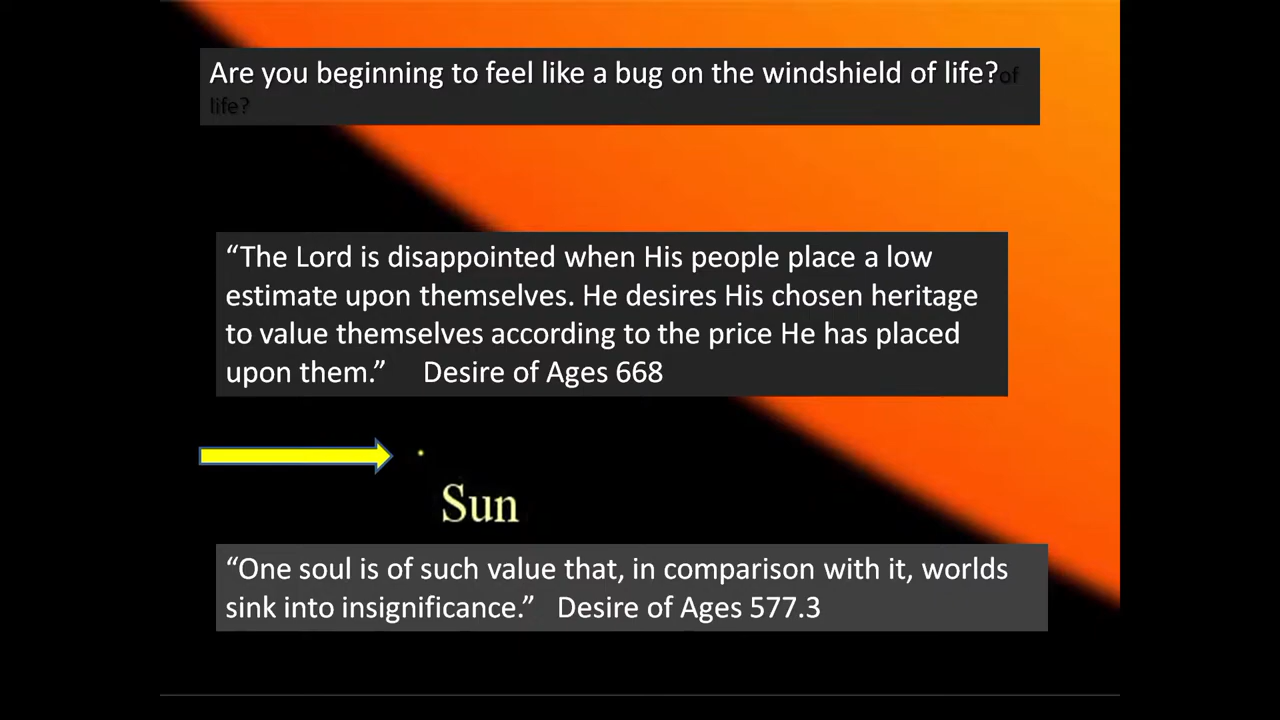 Are you beginning to feel like a bug on the windshield of life? of
life?
“The Lord is disappointed when His people place a low
estimate upon themselves. He desires His chosen heritage
to value themselves according to the price He has placed
upon them.” Desire of Ages 668
Sun
“One soul is of such value that, in comparison with it, worlds
sink into insignificance.” Desire of Ages 577.3